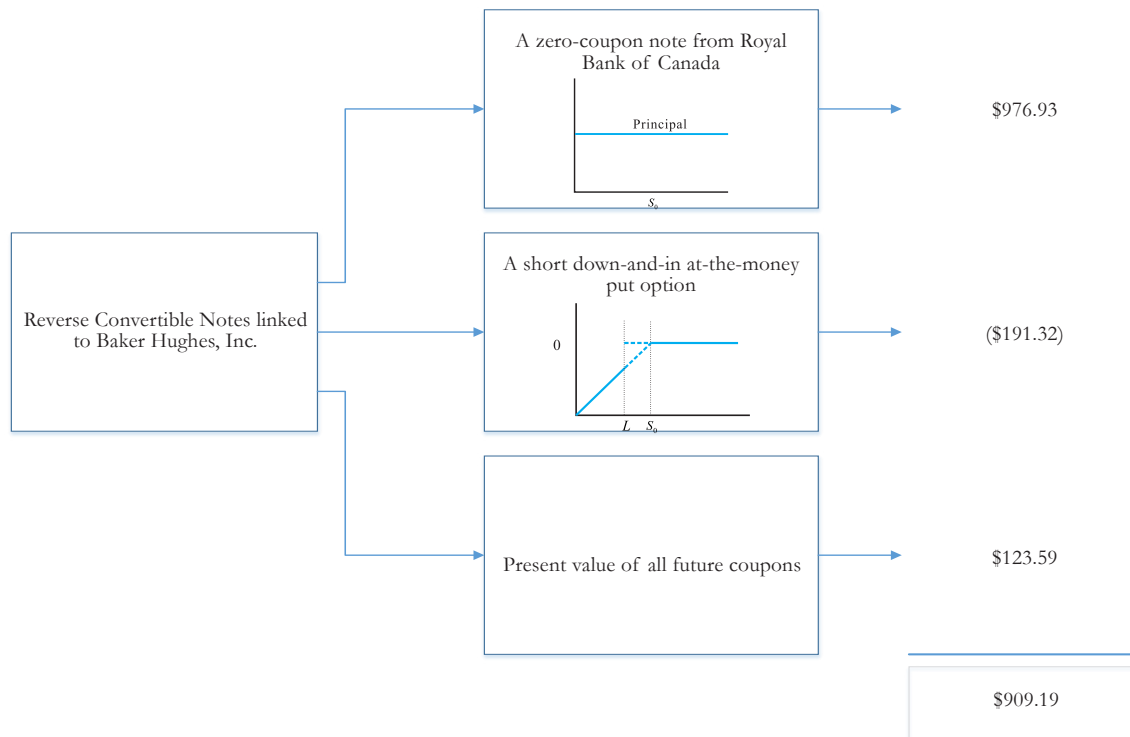 A zero-coupon note from Royal
Bank of Canada
Principal
S₀
$976.93
Reverse Convertible Notes linked
to Baker Hughes, Inc.
A short down-and-in at-the-money
put option
0
L S₀
($191.32)
Present value of all future coupons
$123.59
$909.19